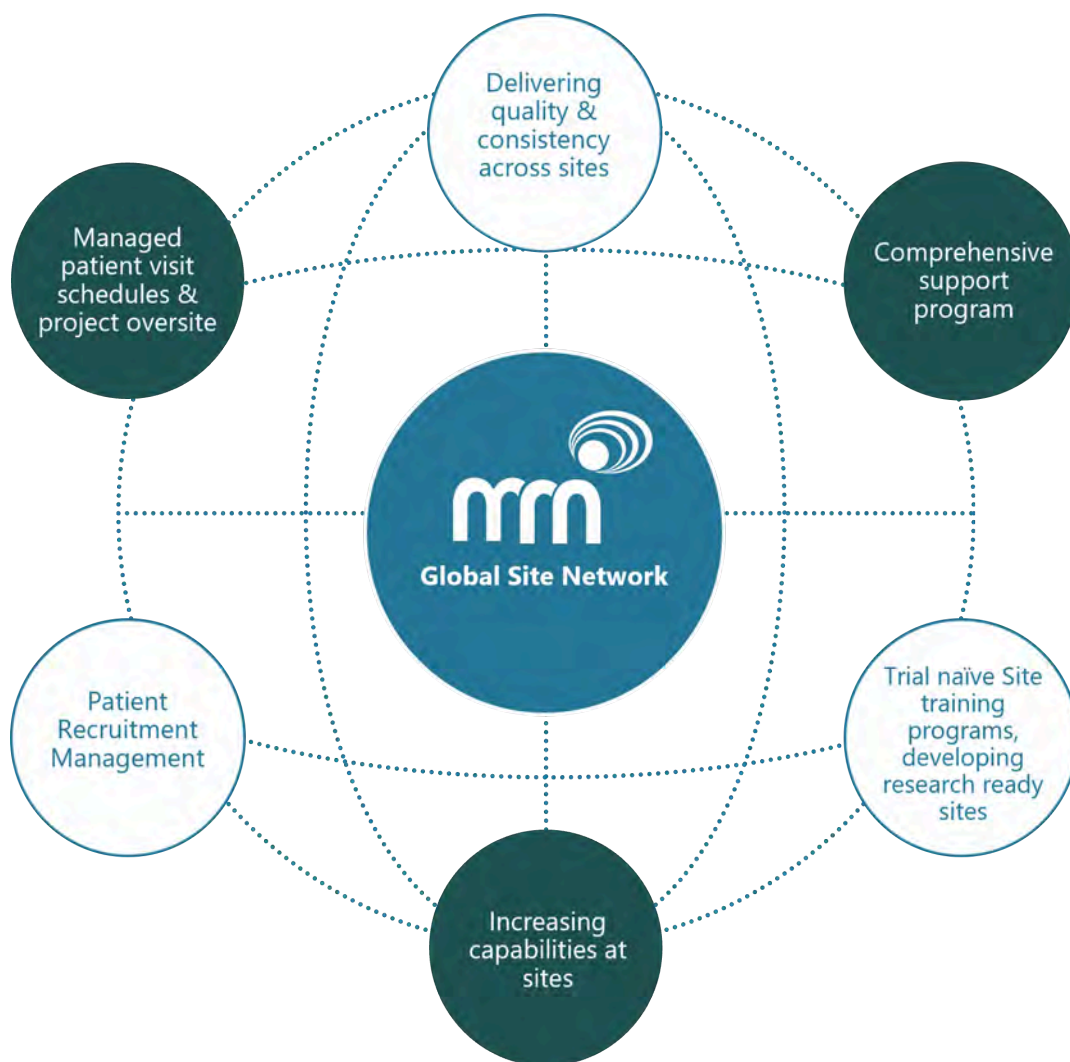 Delivering
quality &
consistency
across sites
Managed
patient visit
schedules &
project oversite
Comprehensive
support
program
mrn
Global Site Network
Patient
Recruitment
Management
Trial naïve Site
training
programs,
developing
research ready
sites
Increasing
capabilities at
sites